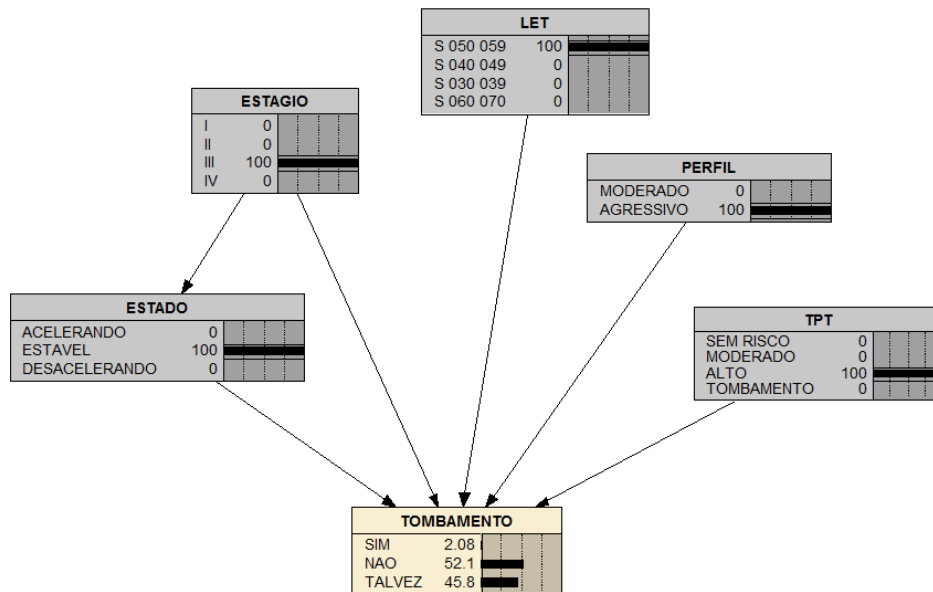 LET
S 050 059 100
S 040 049 0
S 030 039 0
S 060 070 0
ESTAGIO
I 0
II 0
III 100
IV 0
PERFIL
MODERADO 0
AGRESSIVO 100
ESTADO
ACELERANDO 0
ESTAVEL 100
DESACELERANDO 0
TPT
SEM RISCO 0
MODERADO 0
ALTO 100
TOMBAMENTO 0
TOMBAMENTO
SIM 2.08
NAO 52.1
TALVEZ 45.8